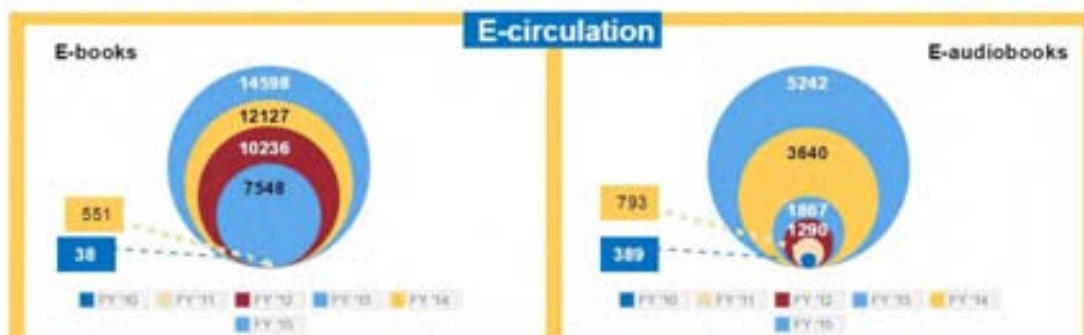 E-circulation
E-books
14598
12127
10236
7548
551
38
FY '10 FY '11 FY '12 FY '13 FY '14
FY '15
E-audiobooks
5242
3640
1867
1290
793
389
FY '10 FY '11 FY '12 FY '13 FY '14
FY '15